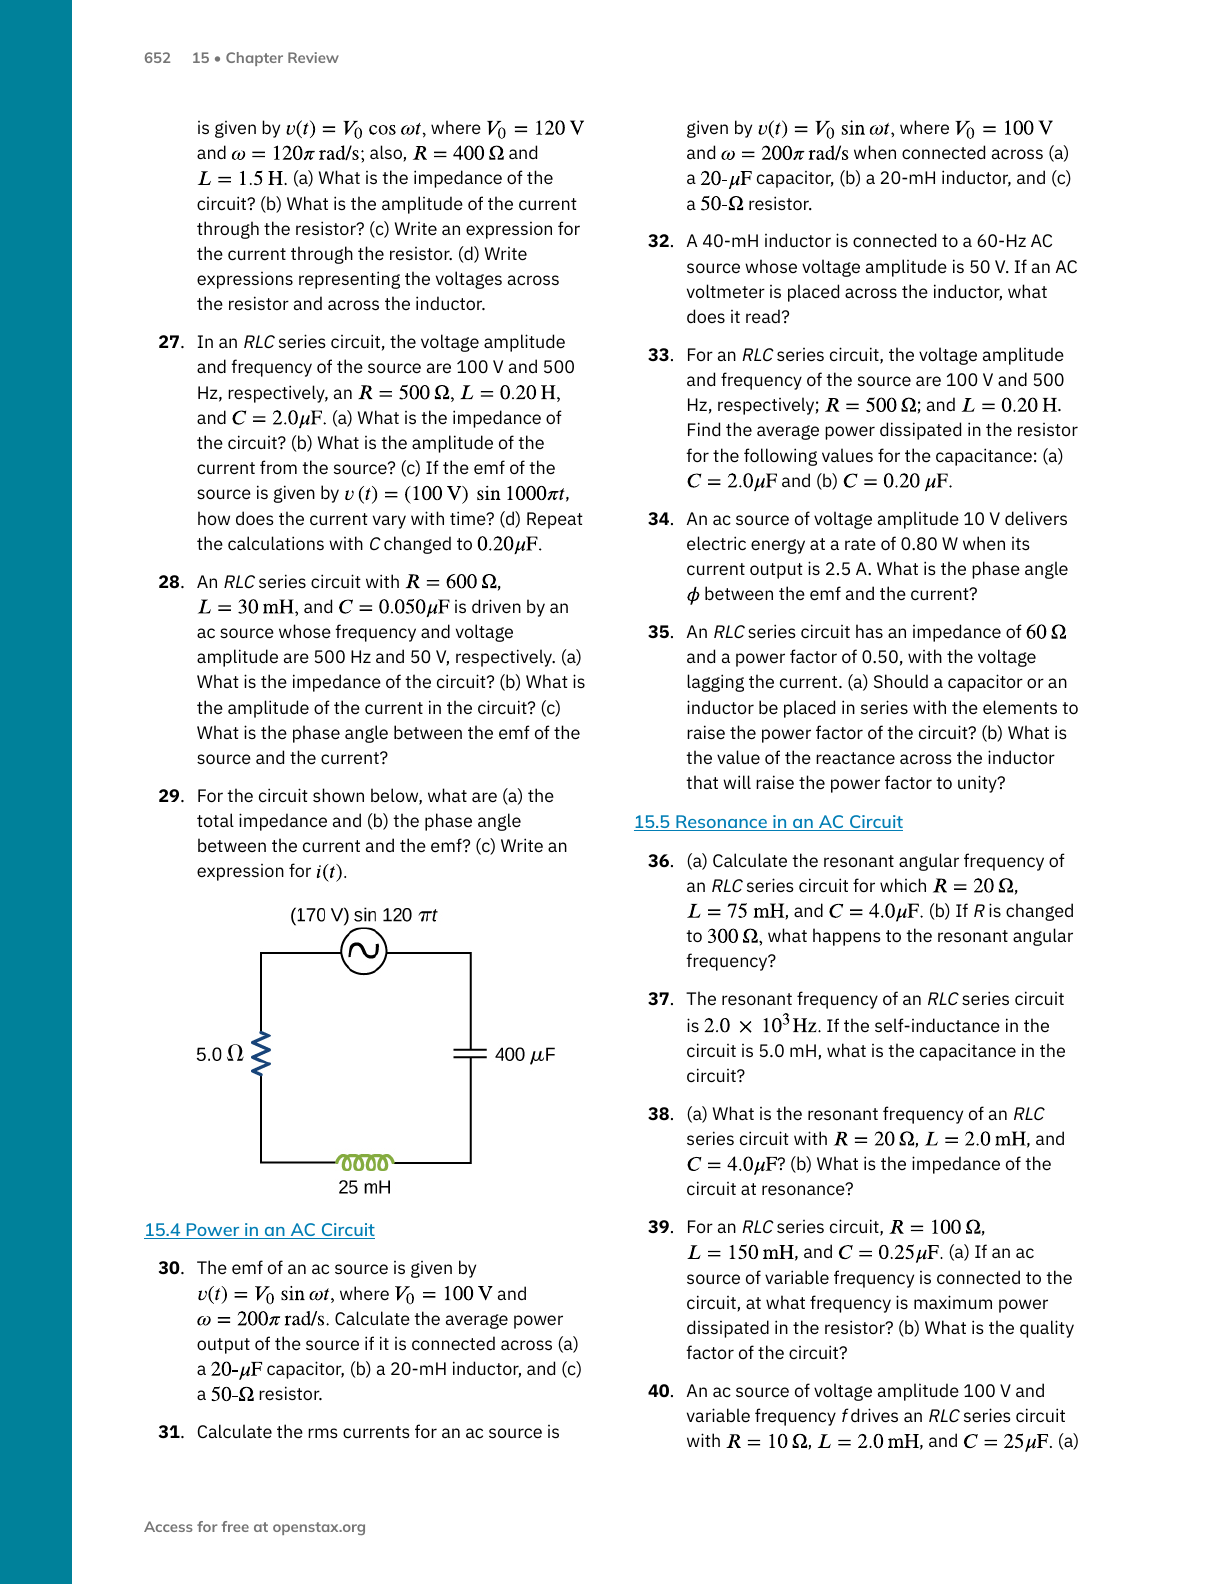 652 15 • Chapter Review
is given by v(t) = V₀ cos ωt, where V₀ = 120 V
and ω = 120π rad/s; also, R = 400 Ω and
L = 1.5 H. (a) What is the impedance of the
circuit? (b) What is the amplitude of the current
through the resistor? (c) Write an expression for
the current through the resistor. (d) Write
expressions representing the voltages across
the resistor and across the inductor.
27. In an RLC series circuit, the voltage amplitude
and frequency of the source are 100 V and 500
Hz, respectively, an R = 500 Ω, L = 0.20 H,
and C = 2.0μF. (a) What is the impedance of
the circuit? (b) What is the amplitude of the
current from the source? (c) If the emf of the
source is given by v (t) = (100 V) sin 1000πt,
how does the current vary with time? (d) Repeat
the calculations with C changed to 0.20μF.
28. An RLC series circuit with R = 600 Ω,
L = 30 mH, and C = 0.050μF is driven by an
ac source whose frequency and voltage
amplitude are 500 Hz and 50 V, respectively. (a)
What is the impedance of the circuit? (b) What is
the amplitude of the current in the circuit? (c)
What is the phase angle between the emf of the
source and the current?
29. For the circuit shown below, what are (a) the
total impedance and (b) the phase angle
between the current and the emf? (c) Write an
expression for i(t).
(170 V) sin 120 πt
5.0 Ω
400 μF
25 mH
15.4 Power in an AC Circuit
30. The emf of an ac source is given by
v(t) = V₀ sin ωt, where V₀ = 100 V and
ω = 200π rad/s. Calculate the average power
output of the source if it is connected across (a)
a 20-μF capacitor, (b) a 20-mH inductor, and (c)
a 50-Ω resistor.
31. Calculate the rms currents for an ac source is
given by v(t) = V₀ sin ωt, where V₀ = 100 V
and ω = 200π rad/s when connected across (a)
a 20-μF capacitor, (b) a 20-mH inductor, and (c)
a 50-Ω resistor.
32. A 40-mH inductor is connected to a 60-Hz AC
source whose voltage amplitude is 50 V. If an AC
voltmeter is placed across the inductor, what
does it read?
33. For an RLC series circuit, the voltage amplitude
and frequency of the source are 100 V and 500
Hz, respectively; R = 500 Ω; and L = 0.20 H.
Find the average power dissipated in the resistor
for the following values for the capacitance: (a)
C = 2.0μF and (b) C = 0.20 μF.
34. An ac source of voltage amplitude 10 V delivers
electric energy at a rate of 0.80 W when its
current output is 2.5 A. What is the phase angle
ϕ between the emf and the current?
35. An RLC series circuit has an impedance of 60 Ω
and a power factor of 0.50, with the voltage
lagging the current. (a) Should a capacitor or an
inductor be placed in series with the elements to
raise the power factor of the circuit? (b) What is
the value of the reactance across the inductor
that will raise the power factor to unity?
15.5 Resonance in an AC Circuit
36. (a) Calculate the resonant angular frequency of
an RLC series circuit for which R = 20 Ω,
L = 75 mH, and C = 4.0μF. (b) If R is changed
to 300 Ω, what happens to the resonant angular
frequency?
37. The resonant frequency of an RLC series circuit
is 2.0 × 10³ Hz. If the self-inductance in the
circuit is 5.0 mH, what is the capacitance in the
circuit?
38. (a) What is the resonant frequency of an RLC
series circuit with R = 20 Ω, L = 2.0 mH, and
C = 4.0μF? (b) What is the impedance of the
circuit at resonance?
39. For an RLC series circuit, R = 100 Ω,
L = 150 mH, and C = 0.25μF. (a) If an ac
source of variable frequency is connected to the
circuit, at what frequency is maximum power
dissipated in the resistor? (b) What is the quality
factor of the circuit?
40. An ac source of voltage amplitude 100 V and
variable frequency f drives an RLC series circuit
with R = 10 Ω, L = 2.0 mH, and C = 25μF. (a)
Access for free at openstax.org